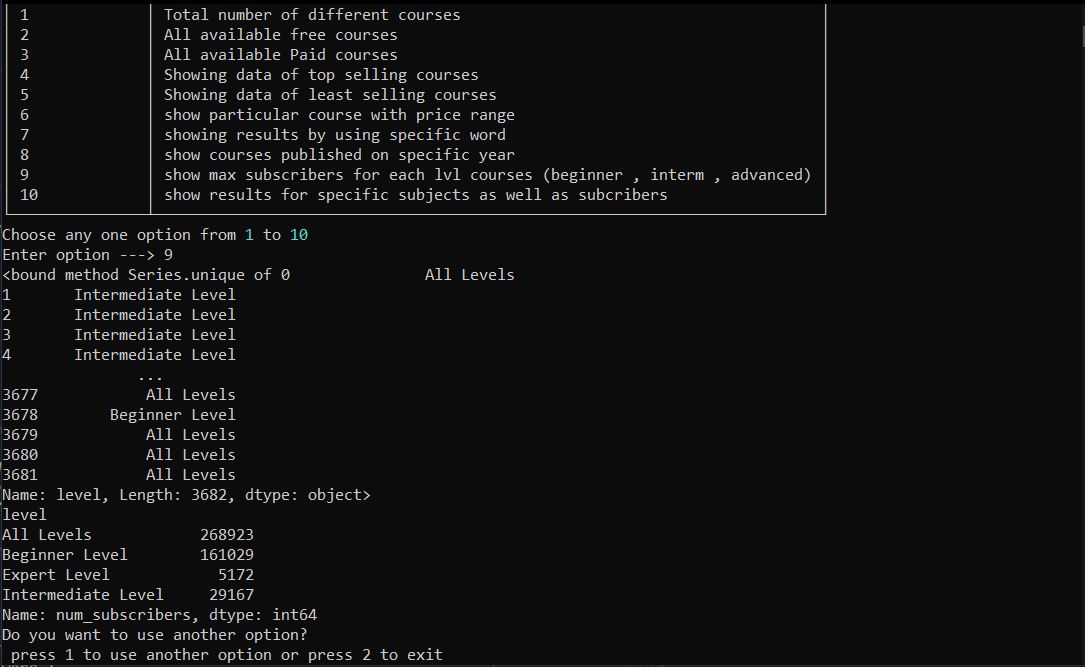 1 Total number of different courses
2 All available free courses
3 All available Paid courses
4 Showing data of top selling courses
5 Showing data of least selling courses
6 show particular course with price range
7 showing results by using specific word
8 show courses published on specific year
9 show max subscribers for each lvl courses (beginner , interm , advanced)
10 show results for specific subjects as well as subcribers
Choose any one option from 1 to 10
Enter option ---> 9
<bound method Series.unique of 0 All Levels
1 Intermediate Level
2 Intermediate Level
3 Intermediate Level
4 Intermediate Level
...
3677 All Levels
3678 Beginner Level
3679 All Levels
3680 All Levels
3681 All Levels
Name: level, Length: 3682, dtype: object>
level
All Levels 268923
Beginner Level 161029
Expert Level 5172
Intermediate Level 29167
Name: num_subscribers, dtype: int64
Do you want to use another option?
press 1 to use another option or press 2 to exit